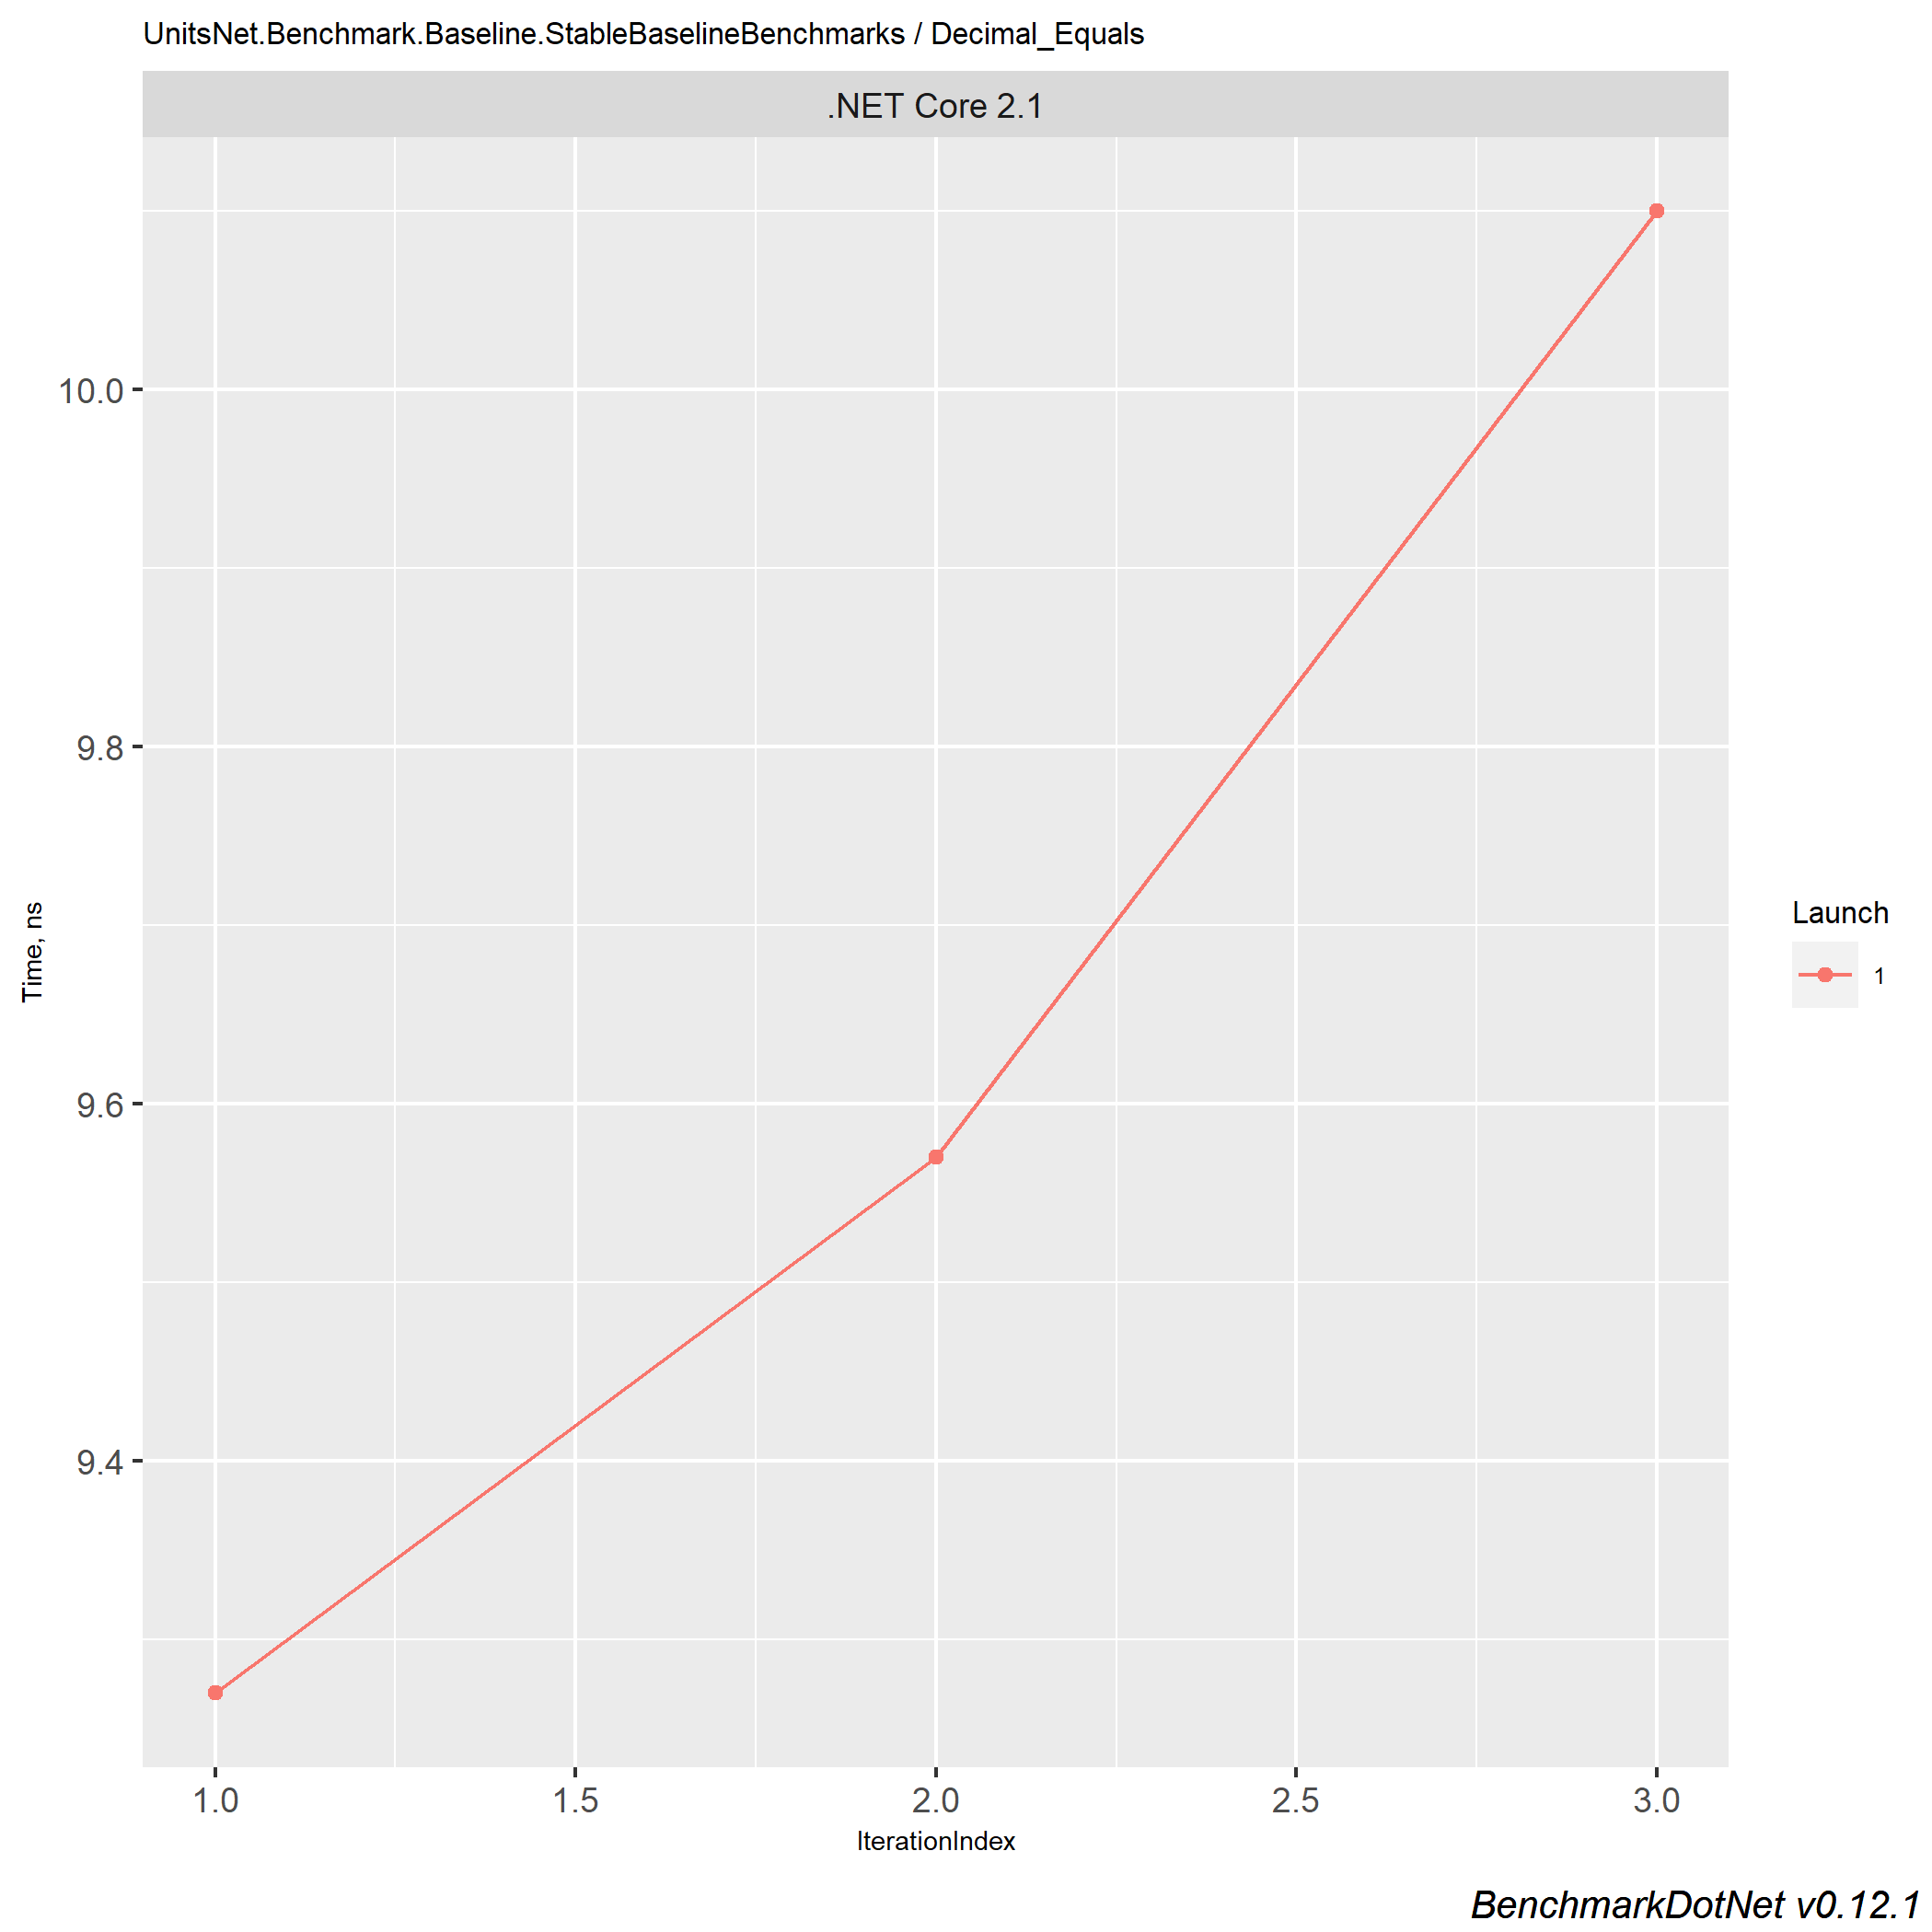 UnitsNet.Benchmark.Baseline.StableBaselineBenchmarks / Decimal_Equals
.NET Core 2.1
10.0
9.8
9.6
9.4
Time, ns
1.0 1.5 2.0 2.5 3.0
IterationIndex
Launch
1
BenchmarkDotNet v0.12.1